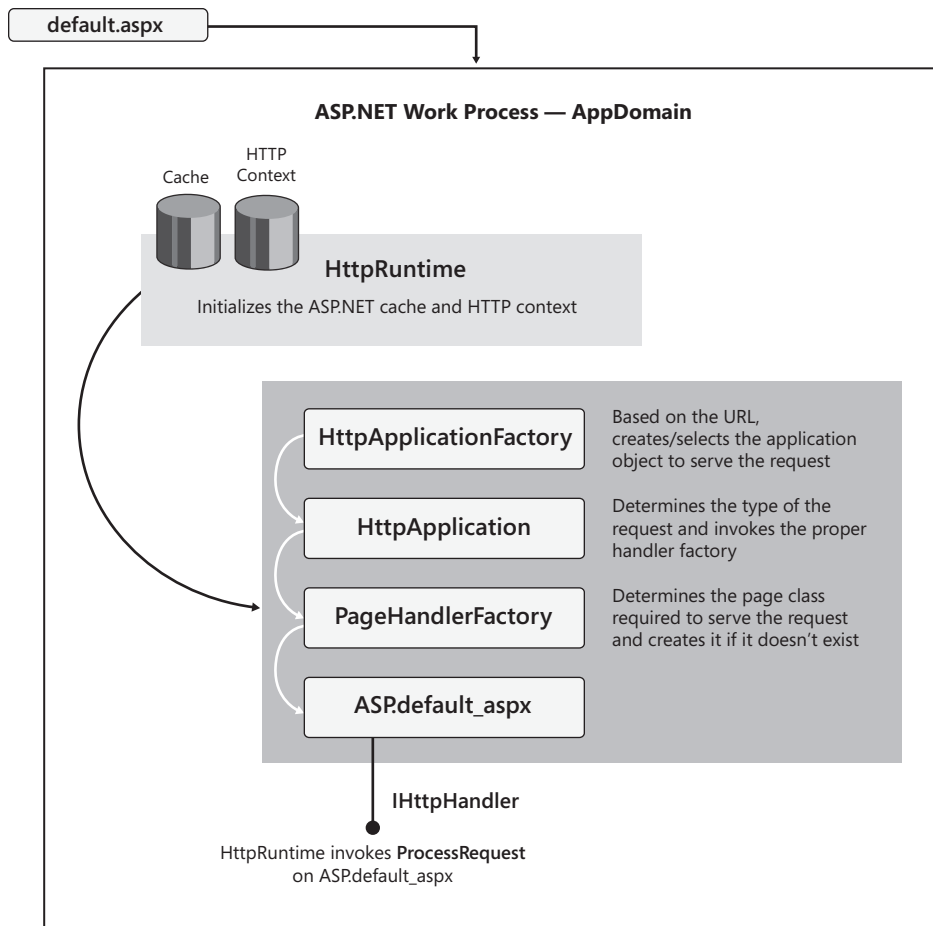 default.aspx
ASP.NET Work Process — AppDomain
Cache
HTTP
Context
HttpRuntime
Initializes the ASP.NET cache and HTTP context
HttpApplicationFactory
Based on the URL,
creates/selects the application
object to serve the request
HttpApplication
Determines the type of the
request and invokes the proper
handler factory
PageHandlerFactory
Determines the page class
required to serve the request
and creates it if it doesn’t exist
ASP.default_aspx
IHttpHandler
HttpRuntime invokes ProcessRequest
on ASP.default_aspx